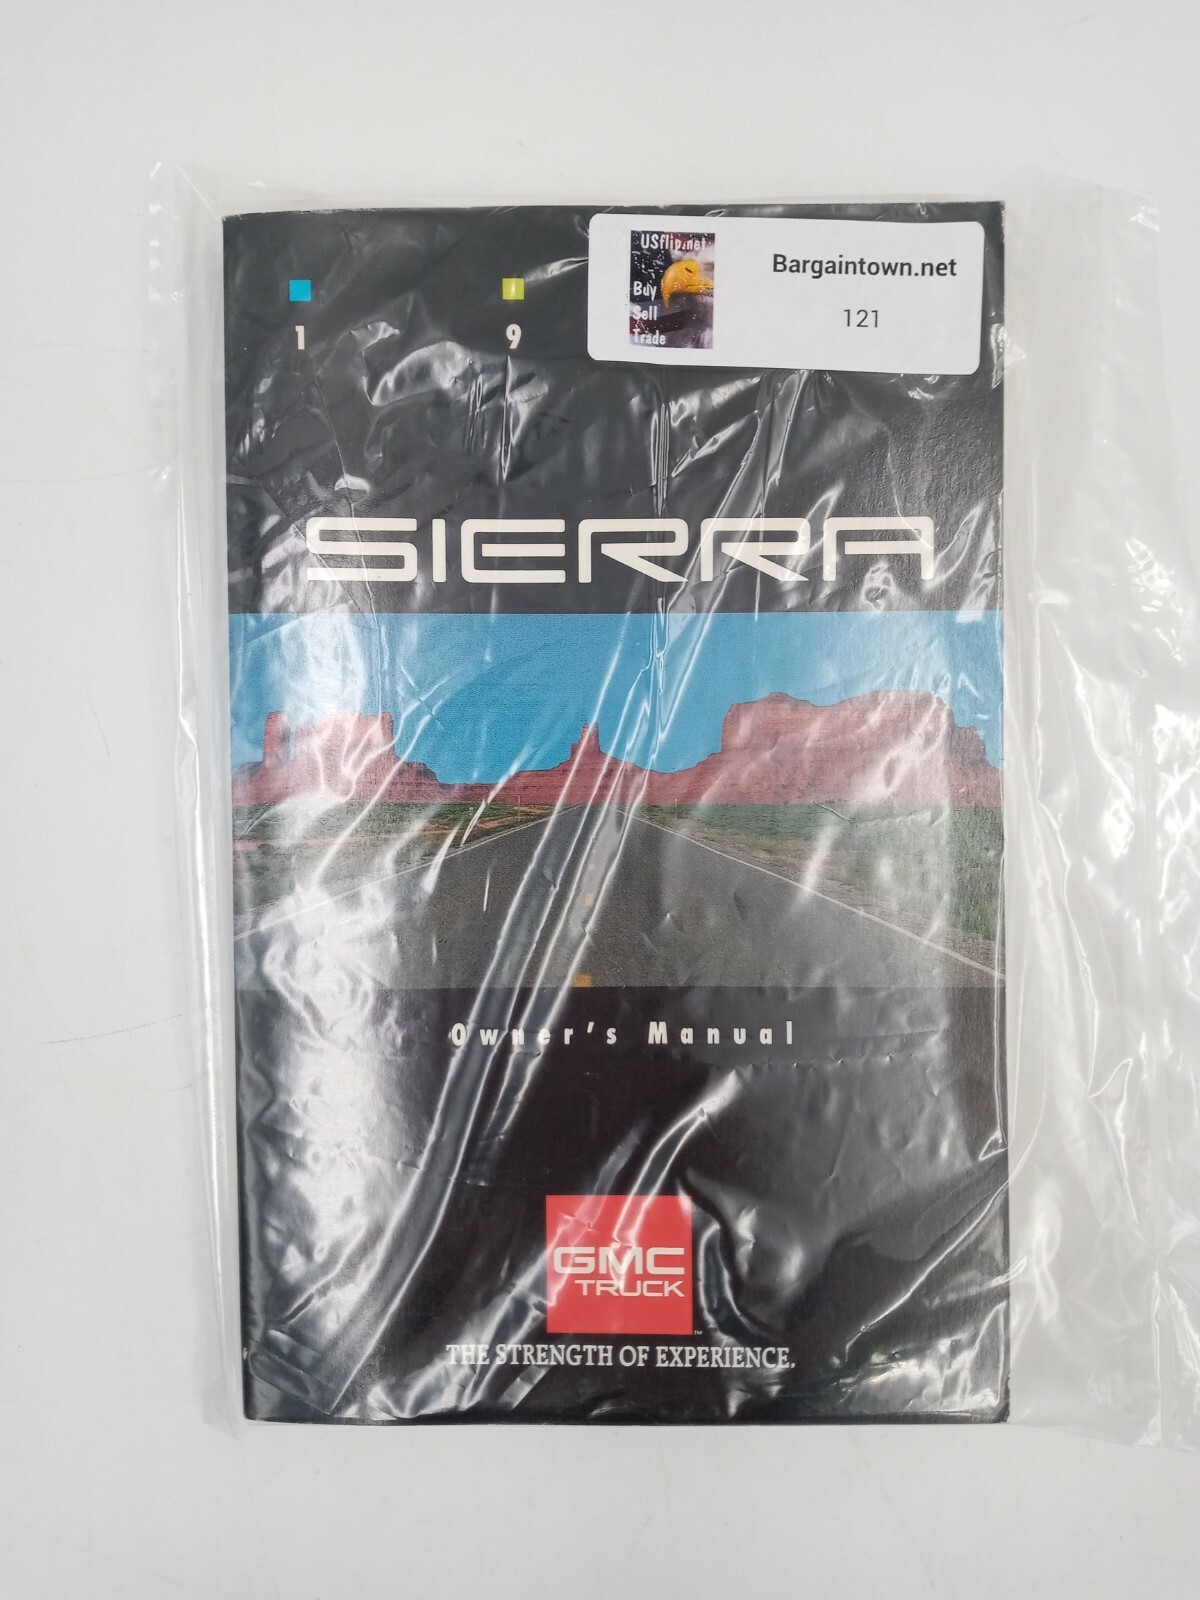 USflip.net
Buy
Sell
Trade
Bargaintown.net
121
1 9
SIERRA
Owner's Manual
GMC
TRUCK
™
THE STRENGTH OF EXPERIENCE.